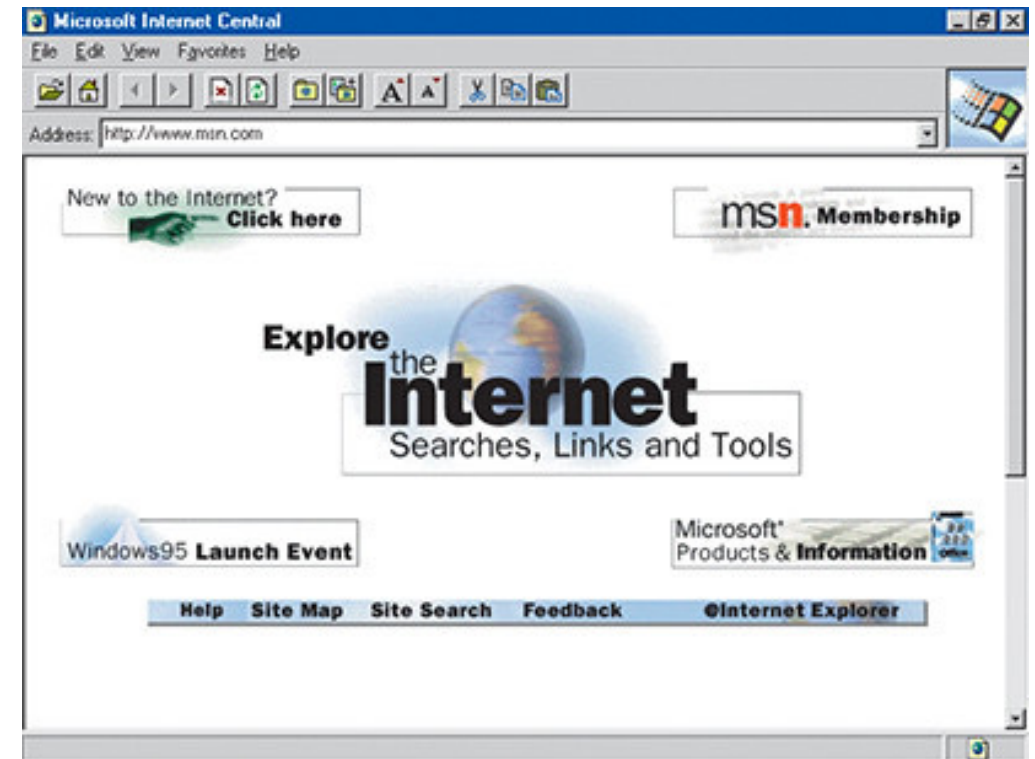 Microsoft Internet Central
File Edit View Favorites Help
Address: http://www.msn.com
New to the Internet?
Click here
msn. Membership
Explore
the
Internet
Searches, Links and Tools
Windows95 Launch Event
Microsoft
Products & Information
Office
Help Site Map Site Search Feedback @Internet Explorer